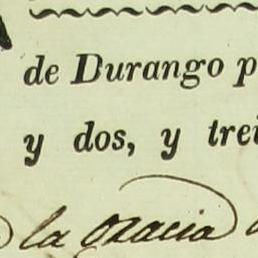 de Durango p
y dos, y trei
la Gracia